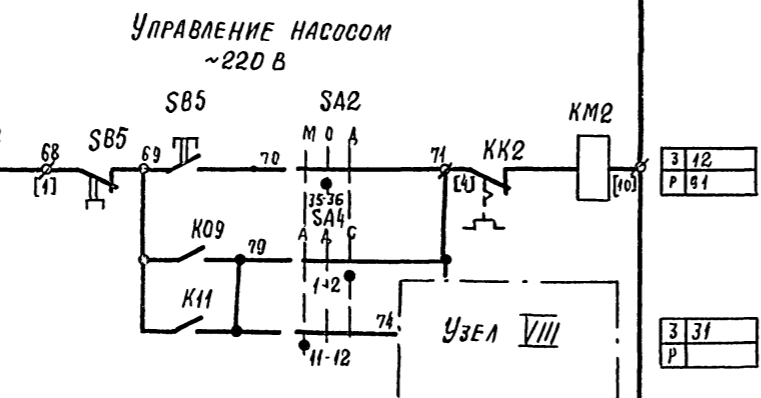 УПРАВЛЕНИЕ НАСОСОМ
~220 В
SB5
SA2
KM2
SB5
М О Д
68
69
70
71
KK2
[1]
[4]
[10]
3 12
Р 91
35-36
SA4
А Д С
K09
79
1-2
K11
74
УЗЕЛ VIII
11-12
3 31
Р